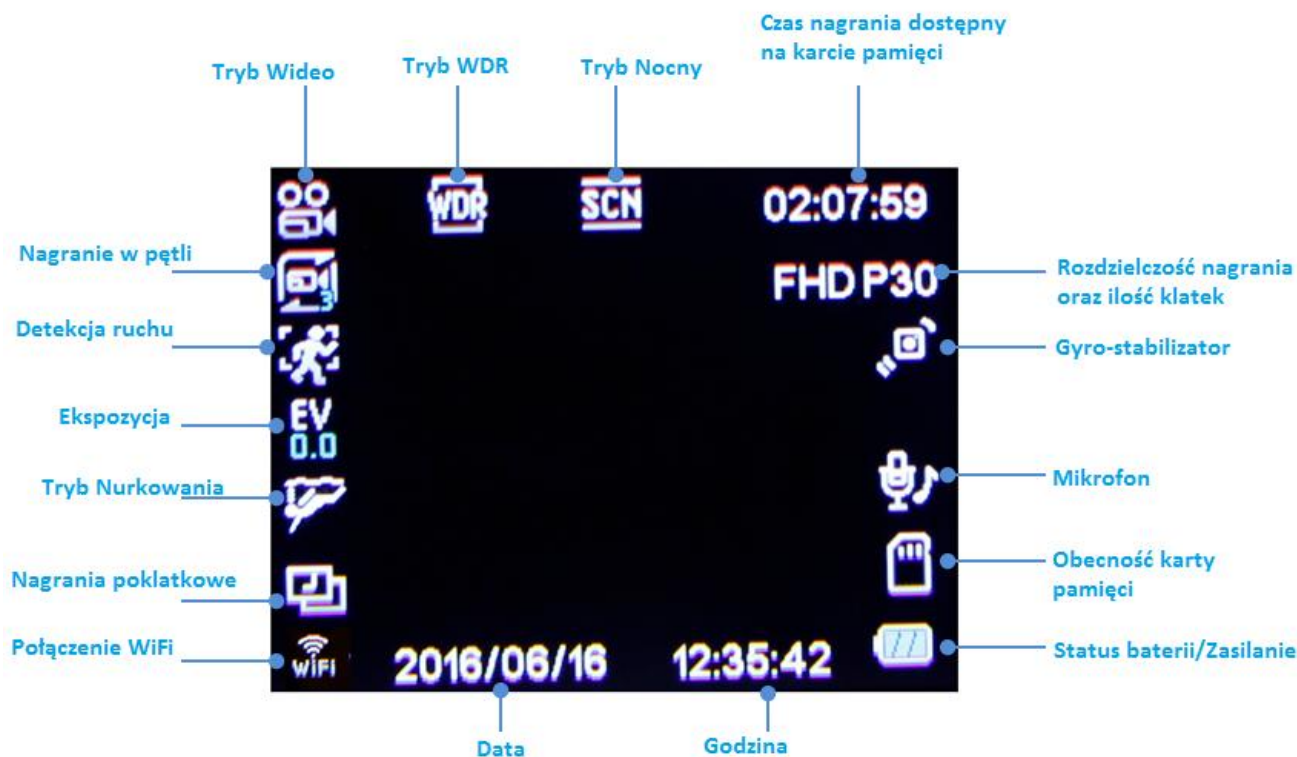 Czas nagrania dostępny
na karcie pamięci
Tryb Wideo
Tryb WDR
Tryb Nocny
WDR
SCN
02:07:59
Nagranie w pętli
3
FHD P30
Rozdzielczość nagrania
oraz ilość klatek
Detekcja ruchu
Gyro-stabilizator
Ekspozycja
EV
0.0
Tryb Nurkowania
Mikrofon
Nagrania poklatkowe
Obecność karty
pamięci
Połączenie WiFi
WiFi
2016/06/16
12:35:42
Status baterii/Zasilanie
Data
Godzina